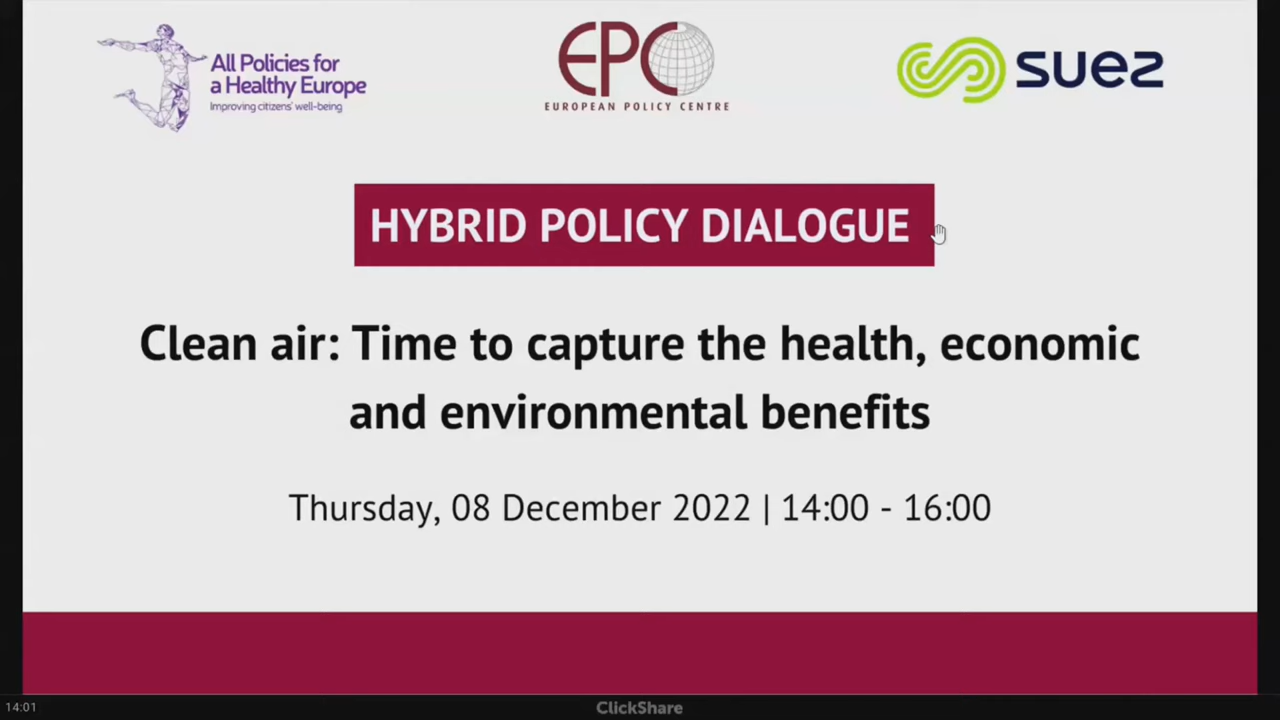 All Policies for
a Healthy Europe
Improving citizens' well-being
EPC
EUROPEAN POLICY CENTRE
suez
HYBRID POLICY DIALOGUE
Clean air: Time to capture the health, economic
and environmental benefits
Thursday, 08 December 2022 | 14:00 - 16:00
14:01
ClickShare